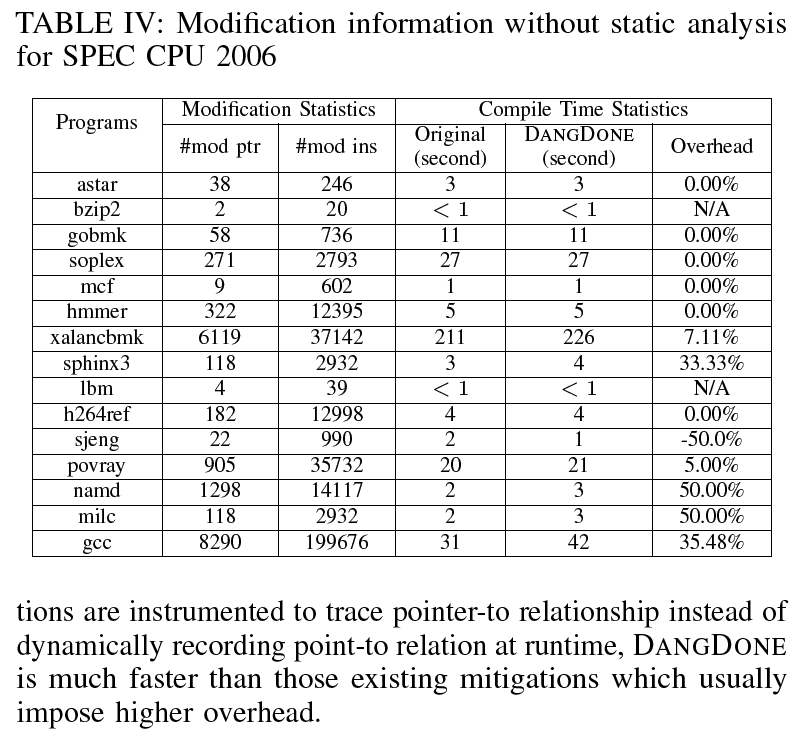 TABLE IV: Modification information without static analysis
for SPEC CPU 2006
Programs Modification Statistics Compile Time Statistics
#mod ptr #mod ins Original (second) DANGDONE (second) Overhead
astar 38 246 3 3 0.00%
bzip2 2 20 < 1 < 1 N/A
gobmk 58 736 11 11 0.00%
soplex 271 2793 27 27 0.00%
mcf 9 602 1 1 0.00%
hmmer 322 12395 5 5 0.00%
xalancbmk 6119 37142 211 226 7.11%
sphinx3 118 2932 3 4 33.33%
lbm 4 39 < 1 < 1 N/A
h264ref 182 12998 4 4 0.00%
sjeng 22 990 2 1 -50.0%
povray 905 35732 20 21 5.00%
namd 1298 14117 2 3 50.00%
milc 118 2932 2 3 50.00%
gcc 8290 199676 31 42 35.48%
tions are instrumented to trace pointer-to relationship instead of
dynamically recording point-to relation at runtime, DANGDONE
is much faster than those existing mitigations which usually
impose higher overhead.